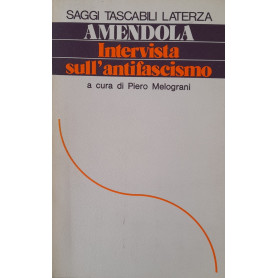 SAGGI TASCABILI LATERZA
AMENDOLA
Intervista
sull'antifascismo
a cura di Piero Melograni